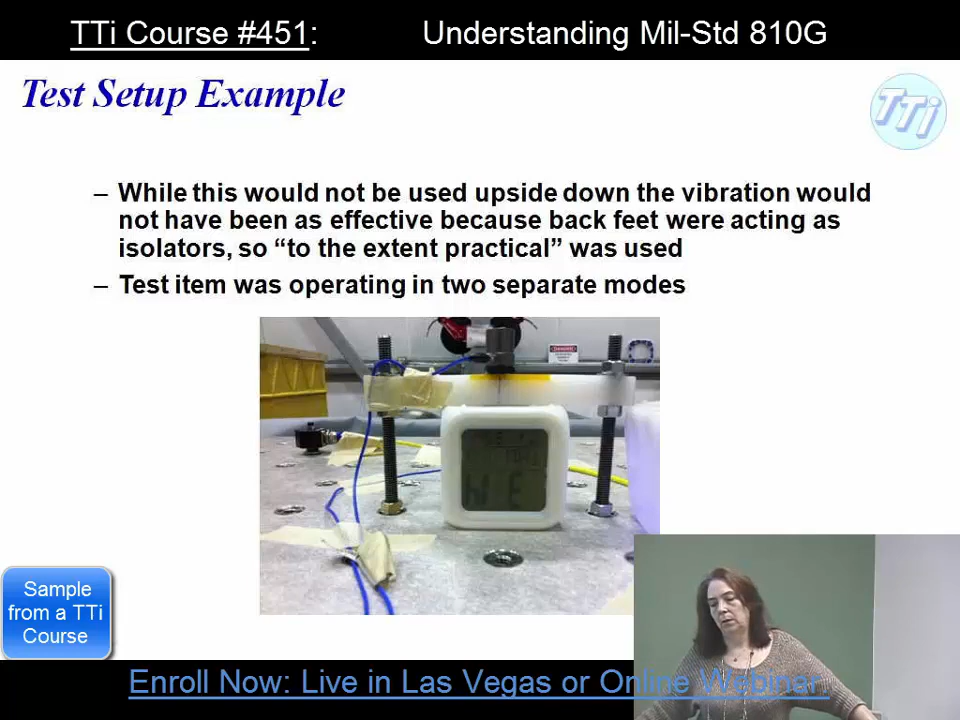 TTi Course #451: Understanding Mil-Std 810G
Test Setup Example
TTi
– While this would not be used upside down the vibration would
not have been as effective because back feet were acting as
isolators, so “to the extent practical” was used
– Test item was operating in two separate modes
DANGER
Sample
from a TTi
Course
Enroll Now: Live in Las Vegas or Online Webinar